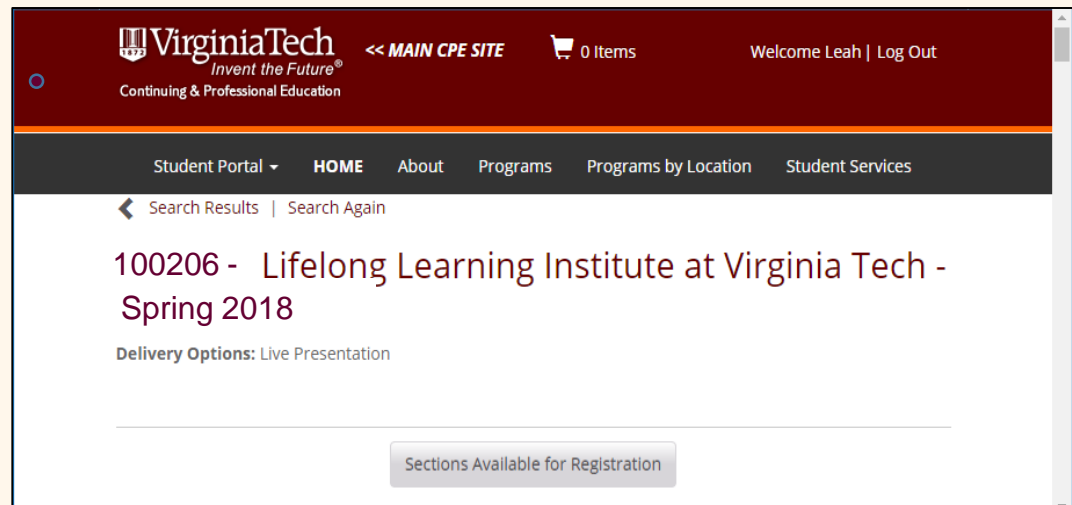 VirginiaTech << MAIN CPE SITE 0 Items Welcome Leah | Log Out
1872
Invent the Future®
Continuing & Professional Education
Student Portal HOME About Programs Programs by Location Student Services
Search Results | Search Again
100206 - Lifelong Learning Institute at Virginia Tech -
Spring 2018
Delivery Options: Live Presentation
Sections Available for Registration